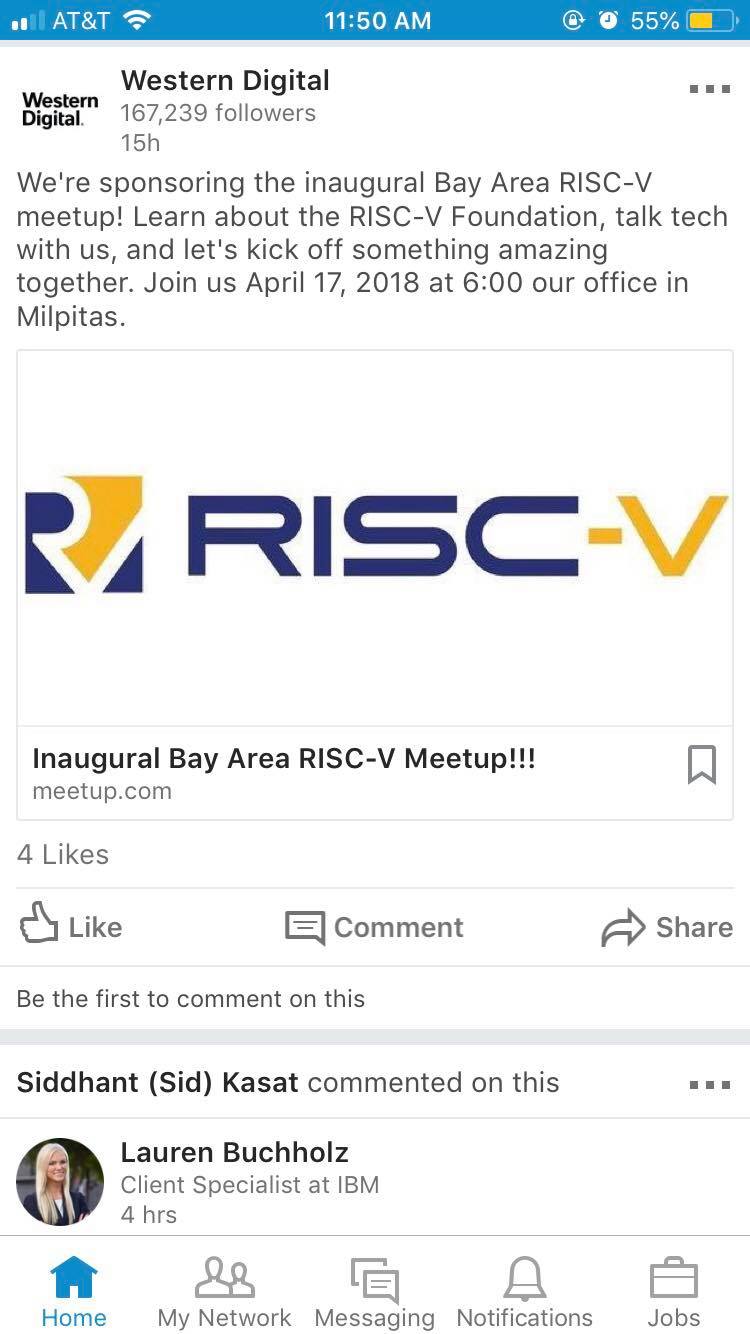 AT&T 11:50 AM 55%
Western Digital
167,239 followers
15h
Western
Digital.
We're sponsoring the inaugural Bay Area RISC-V
meetup! Learn about the RISC-V Foundation, talk tech
with us, and let's kick off something amazing
together. Join us April 17, 2018 at 6:00 our office in
Milpitas.
RISC-V
Inaugural Bay Area RISC-V Meetup!!!
meetup.com
4 Likes
Like Comment Share
Be the first to comment on this
Siddhant (Sid) Kasat commented on this
Lauren Buchholz
Client Specialist at IBM
4 hrs
Home My Network Messaging Notifications Jobs